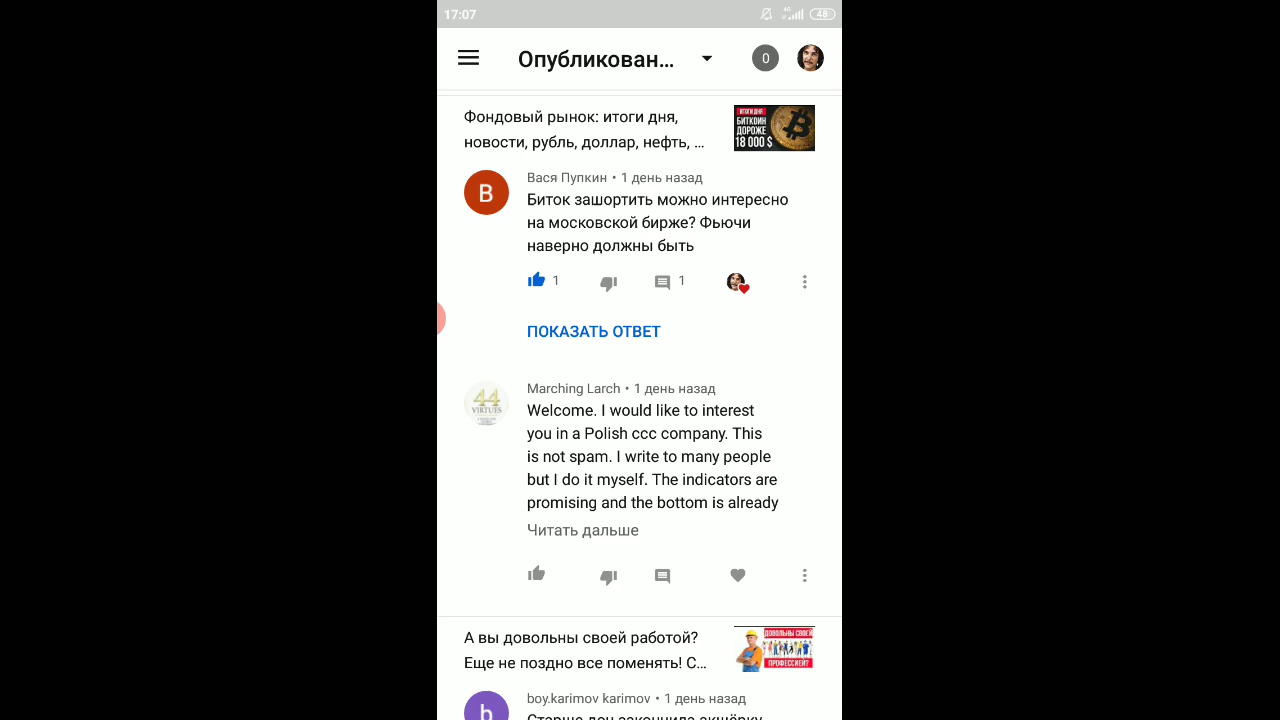 17:07
4G
48
Опубликован...
0
Фондовый рынок: итоги дня,
новости, рубль, доллар, нефть, ...
ИТОГИ ДНЯ
БИТКОИН
ДОРОЖЕ
18 000 $
В
Вася Пупкин • 1 день назад
Биток зашортить можно интересно
на московской бирже? Фьючи
наверно должны быть
1
1
ПОКАЗАТЬ ОТВЕТ
44
VIRTUES
Marching Larch • 1 день назад
Welcome. I would like to interest
you in a Polish ccc company. This
is not spam. I write to many people
but I do it myself. The indicators are
promising and the bottom is already
Читать дальше
А вы довольны своей работой?
Еще не поздно все поменять! С...
ДОВОЛЬНЫ СВОЕЙ
ПРОФЕССИЕЙ?
b
boy.karimov karimov • 1 день назад